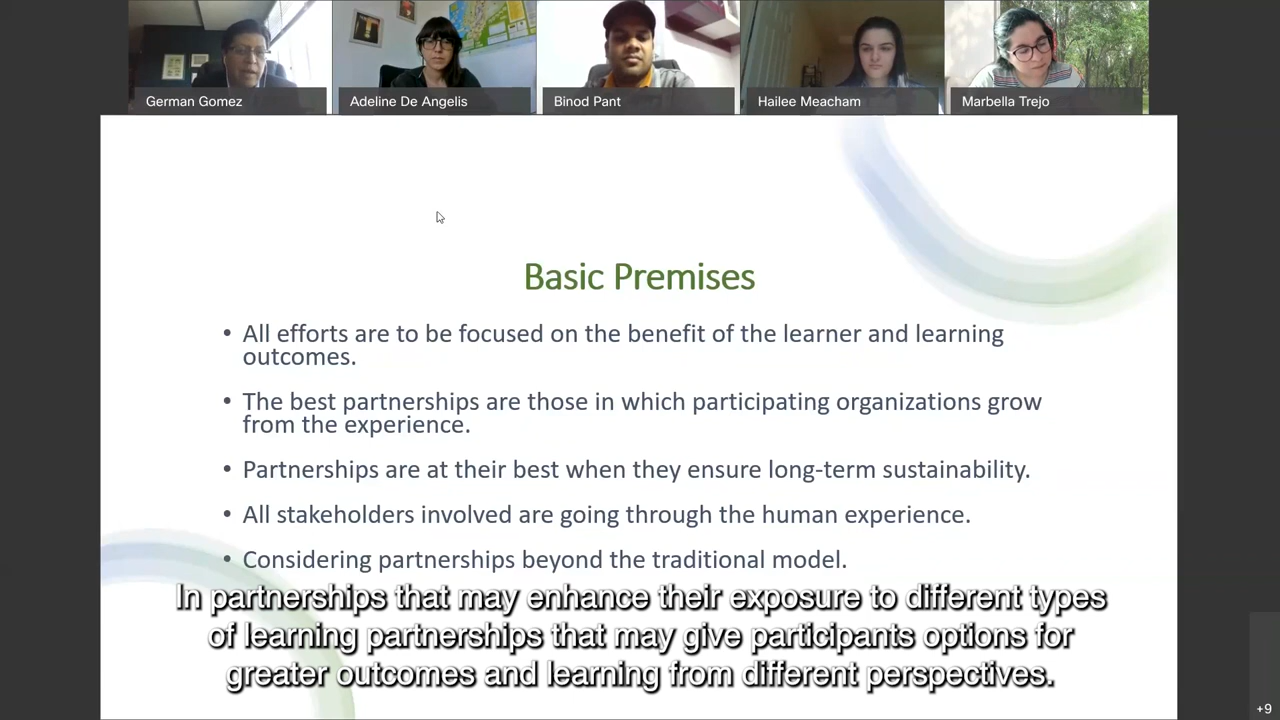 German Gomez
Adeline De Angelis
Binod Pant
Hailee Meacham
Marbella Trejo
Basic Premises
• All efforts are to be focused on the benefit of the learner and learning
outcomes.
• The best partnerships are those in which participating organizations grow
from the experience.
• Partnerships are at their best when they ensure long-term sustainability.
• All stakeholders involved are going through the human experience.
• Considering partnerships beyond the traditional model.
In partnerships that may enhance their exposure to different types
of learning partnerships that may give participants options for
greater outcomes and learning from different perspectives.
+9